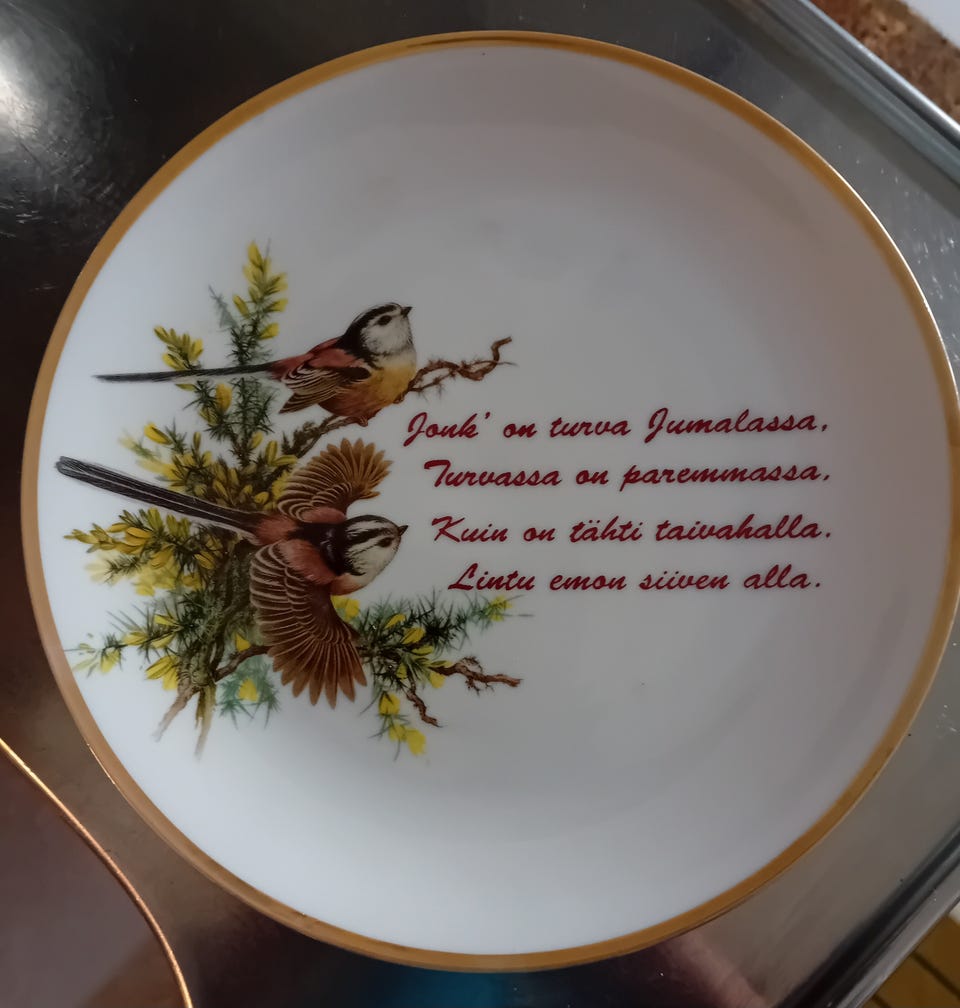 Jonk' on turva Jumalassa,
Turvassa on paremmassa,
Kuin on tähti taivahalla.
Lintu emon siiven alla.